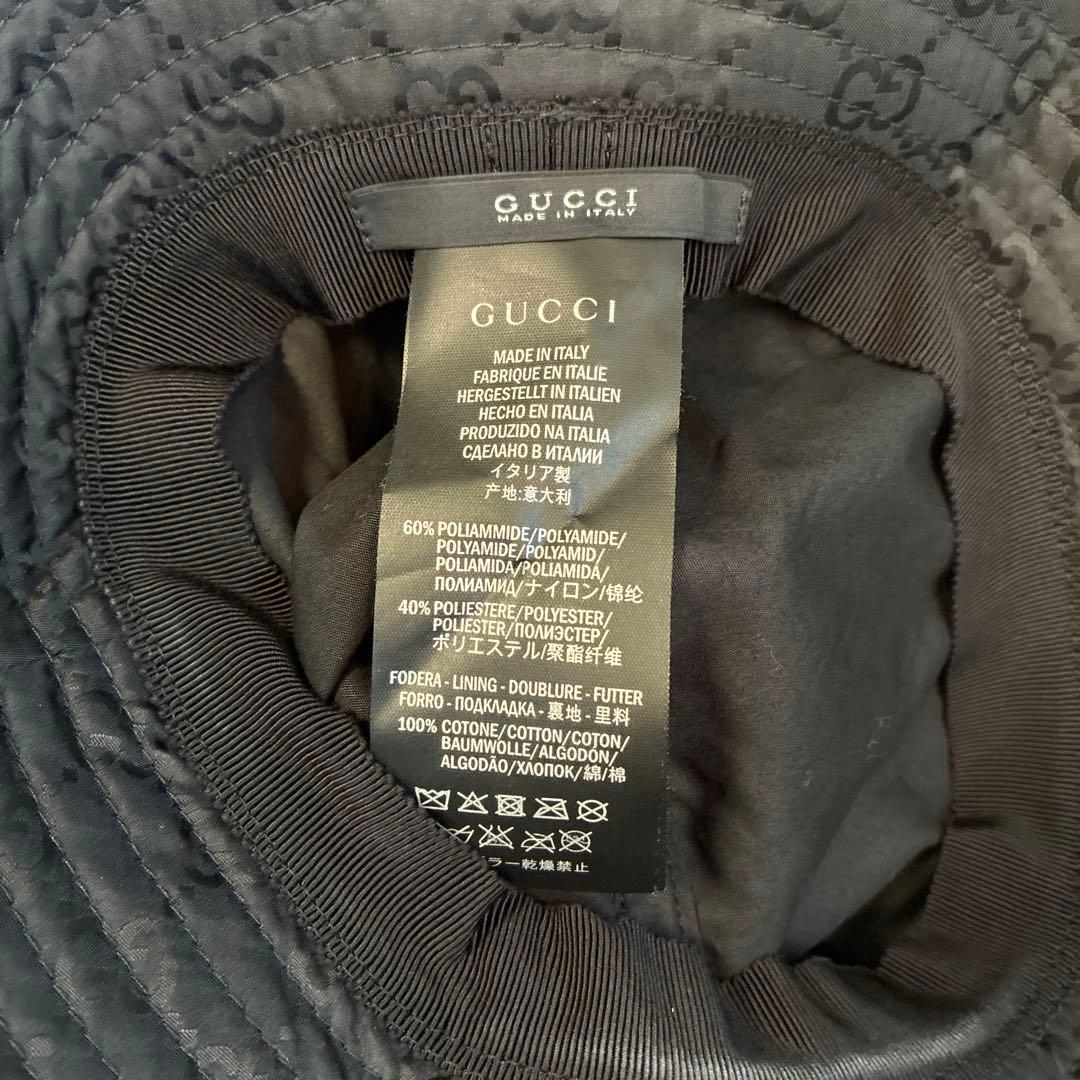 GUCCI
MADE IN ITALY
GUCCI
MADE IN ITALY
FABRIQUE EN ITALIE
HERGESTELLT IN ITALIEN
HECHO EN ITALIA
PRODUZIDO NA ITALIA
СДЕЛАНО В ИТАЛИИ
イタリア製
产地:意大利
60% POLIAMMIDE/POLYAMIDE/
POLYAMIDE/POLYAMID/
POLIAMIDA/POLIAMIDA/
ПОЛИАМИД/ナイロン/锦纶
40% POLIESTERE/POLYESTER/
POLIESTER/ПОЛИЭСТЕР/
ポリエステル/聚酯纤维
FODERA - LINING - DOUBLURE - FUTTER
FORRO - ПОДКЛАДКА - 裏地 - 里料
100% COTONE/COTTON/COTON/
BAUMWOLLE/ALGODÓN/
ALGODÃO/ХЛОПОК/綿/棉
ラー乾燥禁止